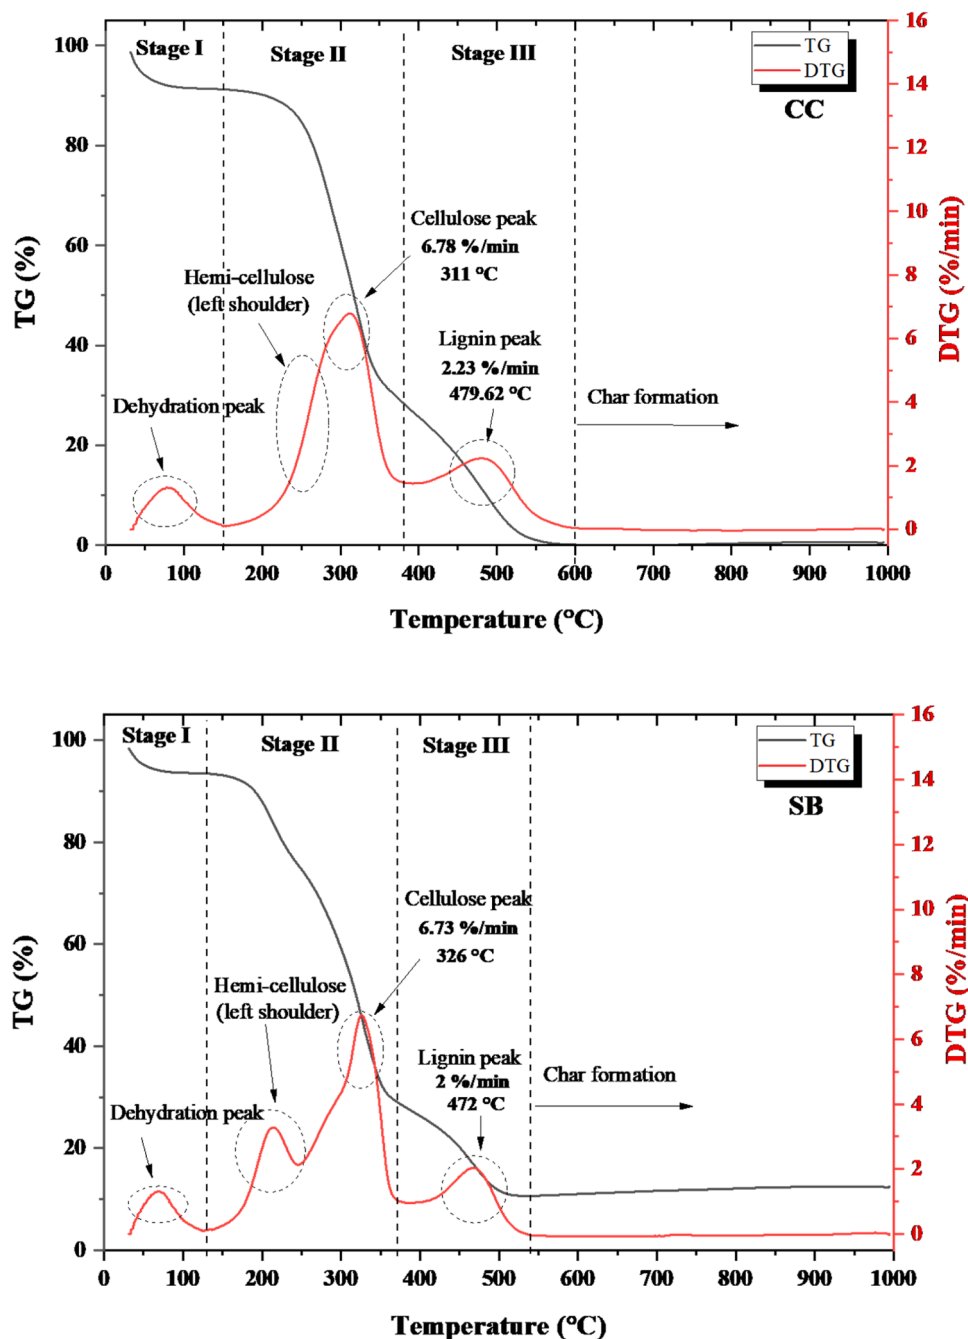 Stage I
Stage II
Stage III
TG
DTG
CC
Cellulose peak
6.78 %/min
311 °C
Hemi-cellulose
(left shoulder)
Lignin peak
2.23 %/min
479.62 °C
Dehydration peak
Char formation
100
80
60
40
20
0
TG (%)
16
14
12
10
8
6
4
2
0
DTG (%/min)
0
100
200
300
400
500
600
700
800
900
1000
Temperature (°C)
Stage I
Stage II
Stage III
TG
DTG
SB
Cellulose peak
6.73 %/min
326 °C
Hemi-cellulose
(left shoulder)
Lignin peak
2 %/min
472 °C
Dehydration peak
Char formation
100
80
60
40
20
0
TG (%)
16
14
12
10
8
6
4
2
0
DTG (%/min)
0
100
200
300
400
500
600
700
800
900
1000
Temperature (°C)